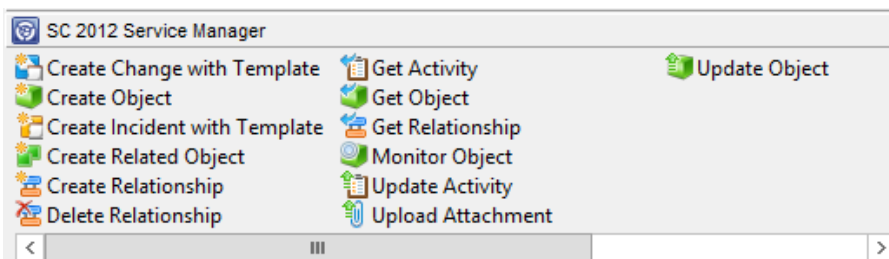 SC 2012 Service Manager
Create Change with Template
Create Object
Create Incident with Template
Create Related Object
Create Relationship
Delete Relationship
Get Activity
Get Object
Get Relationship
Monitor Object
Update Activity
Upload Attachment
Update Object